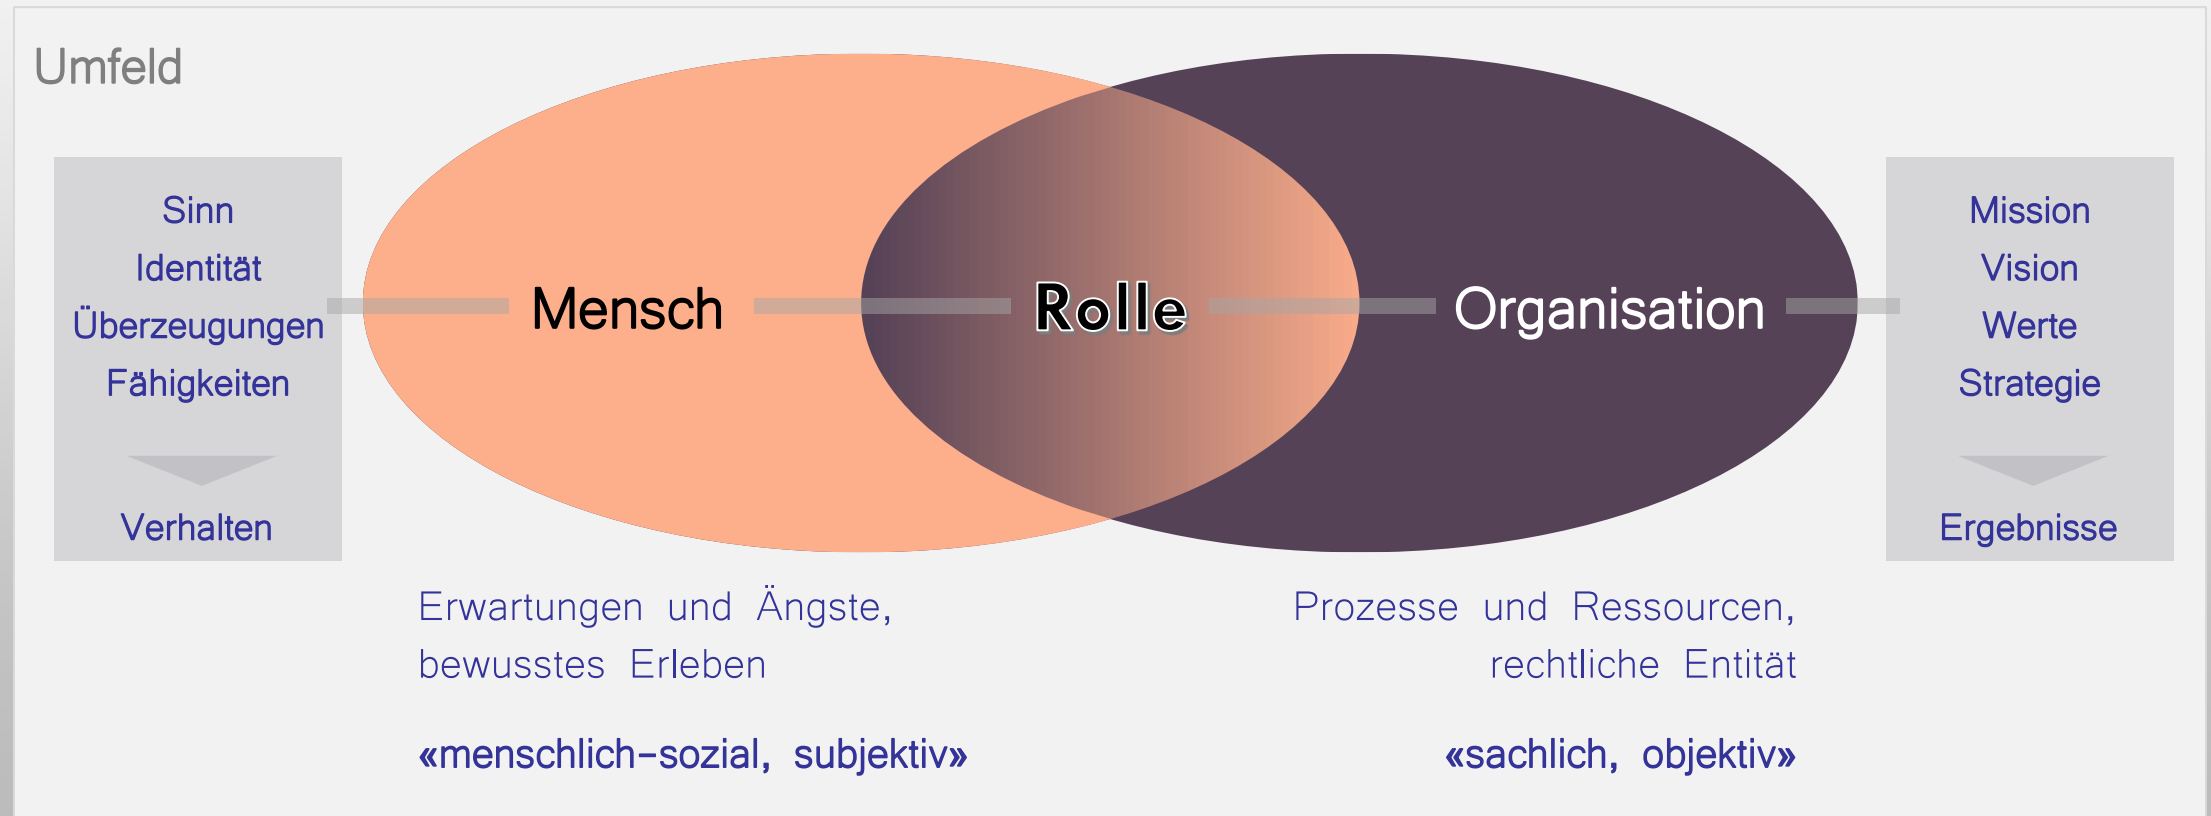 Umfeld
Sinn
Identität
Überzeugungen
Fähigkeiten
Verhalten
Mensch
Rolle
Organisation
Mission
Vision
Werte
Strategie
Ergebnisse
Erwartungen und Ängste,
bewusstes Erleben
«menschlich-sozial, subjektiv»
Prozesse und Ressourcen,
rechtliche Entität
«sachlich, objektiv»